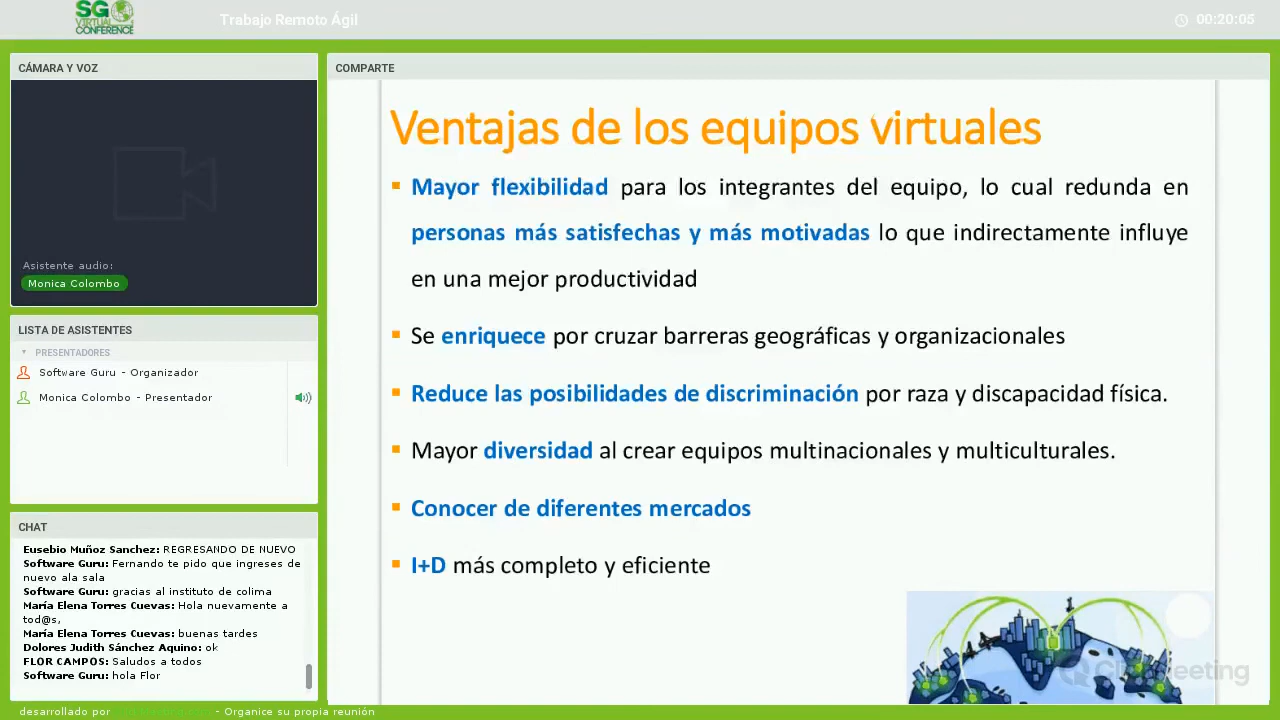 SG
VIRTUAL
CONFERENCE
Trabajo Remoto Ágil
00:20:05
CÁMARA Y VOZ
Asistente audio:
Monica Colombo
LISTA DE ASISTENTES
PRESENTADORES
Software Guru - Organizador
Monica Colombo - Presentador
CHAT
Eusebio Muñoz Sanchez: REGRESANDO DE NUEVO
Software Guru: Fernando te pido que ingreses de
nuevo ala sala
Software Guru: gracias al instituto de colima
María Elena Torres Cuevas: Hola nuevamente a
tod@s,
María Elena Torres Cuevas: buenas tardes
Dolores Judith Sánchez Aquino: ok
FLOR CAMPOS: Saludos a todos
Software Guru: hola Flor
COMPARTE
Ventajas de los equipos virtuales
Mayor flexibilidad para los integrantes del equipo, lo cual redunda en
personas más satisfechas y más motivadas lo que indirectamente influye
en una mejor productividad
Se enriquece por cruzar barreras geográficas y organizacionales
Reduce las posibilidades de discriminación por raza y discapacidad física.
Mayor diversidad al crear equipos multinacionales y multiculturales.
Conocer de diferentes mercados
I+D más completo y eficiente
ClickMeeting
desarrollado por - Organice su propia reunión